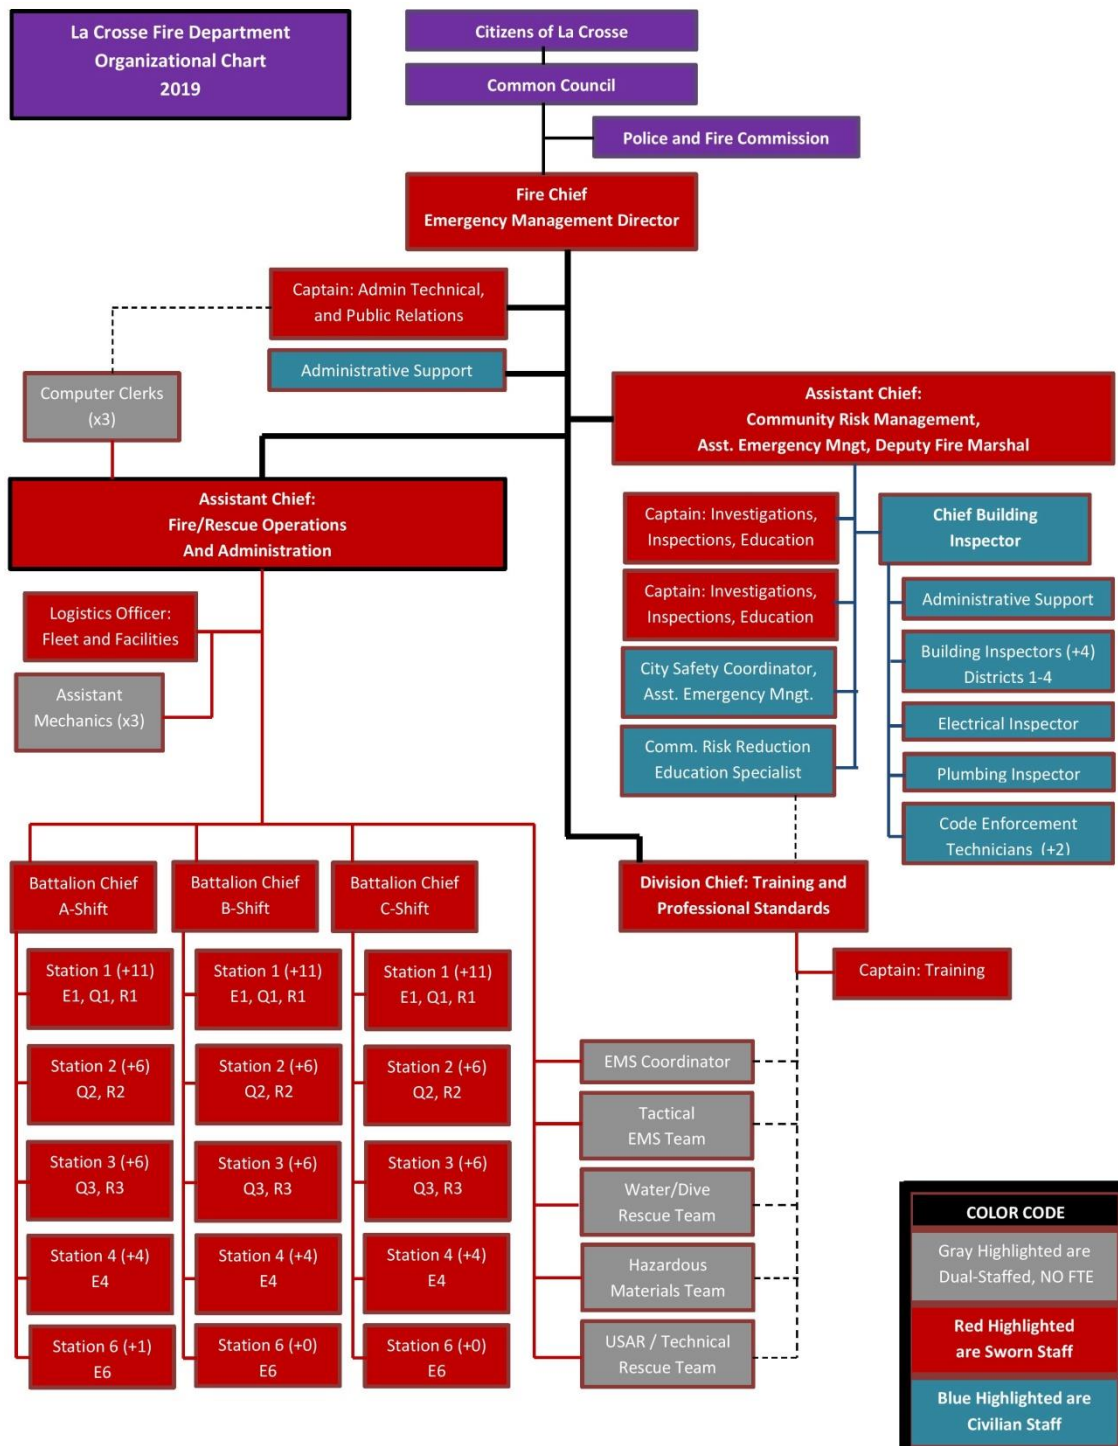 La Crosse Fire Department
Organizational Chart
2019
Citizens of La Crosse
Common Council
Police and Fire Commission
Fire Chief
Emergency Management Director
Captain: Admin Technical,
and Public Relations
Administrative Support
Computer Clerks
(x3)
Assistant Chief:
Community Risk Management,
Asst. Emergency Mngt, Deputy Fire Marshal
Assistant Chief:
Fire/Rescue Operations
And Administration
Captain: Investigations,
Inspections, Education
Chief Building
Inspector
Captain: Investigations,
Inspections, Education
Administrative Support
Logistics Officer:
Fleet and Facilities
Building Inspectors (+4)
Districts 1-4
City Safety Coordinator,
Asst. Emergency Mngt.
Assistant
Mechanics (x3)
Electrical Inspector
Comm. Risk Reduction
Education Specialist
Plumbing Inspector
Code Enforcement
Technicians (+2)
Battalion Chief
A-Shift
Battalion Chief
B-Shift
Battalion Chief
C-Shift
Division Chief: Training and
Professional Standards
Captain: Training
Station 1 (+11)
E1, Q1, R1
Station 1 (+11)
E1, Q1, R1
Station 1 (+11)
E1, Q1, R1
EMS Coordinator
Station 2 (+6)
Q2, R2
Station 2 (+6)
Q2, R2
Station 2 (+6)
Q2, R2
Tactical
EMS Team
Station 3 (+6)
Q3, R3
Station 3 (+6)
Q3, R3
Station 3 (+6)
Q3, R3
Water/Dive
Rescue Team
Station 4 (+4)
E4
Station 4 (+4)
E4
Station 4 (+4)
E4
Hazardous
Materials Team
Station 6 (+1)
E6
Station 6 (+0)
E6
Station 6 (+0)
E6
USAR / Technical
Rescue Team
COLOR CODE
Gray Highlighted are
Dual-Staffed, NO FTE
Red Highlighted
are Sworn Staff
Blue Highlighted are
Civilian Staff